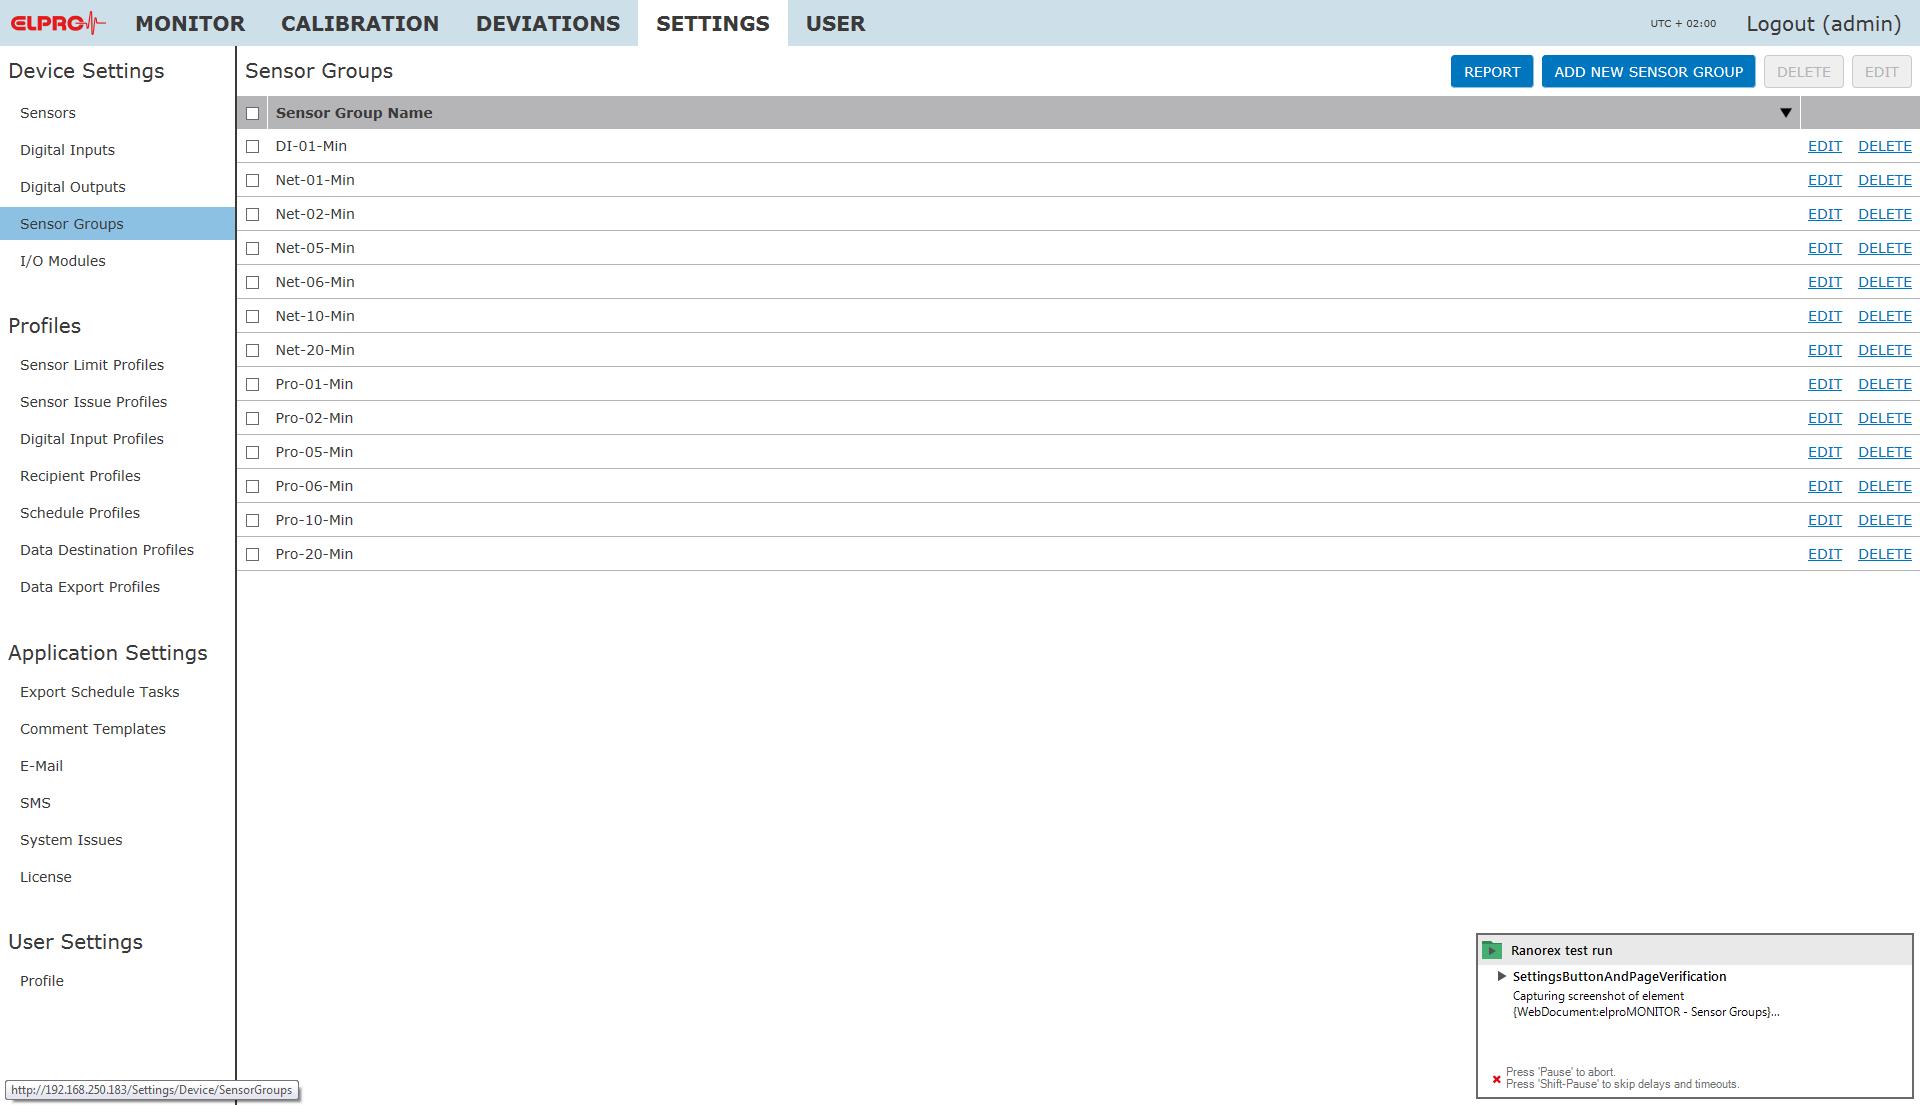 ELPRO MONITOR CALIBRATION DEVIATIONS SETTINGS USER UTC + 02:00 Logout (admin)
Device Settings
Sensors
Digital Inputs
Digital Outputs
Sensor Groups
I/O Modules
Profiles
Sensor Limit Profiles
Sensor Issue Profiles
Digital Input Profiles
Recipient Profiles
Schedule Profiles
Data Destination Profiles
Data Export Profiles
Application Settings
Export Schedule Tasks
Comment Templates
E-Mail
SMS
System Issues
License
User Settings
Profile
http://192.168.250.183/Settings/Device/SensorGroups
Sensor Groups REPORT ADD NEW SENSOR GROUP DELETE EDIT
Sensor Group Name
DI-01-Min EDIT DELETE
Net-01-Min EDIT DELETE
Net-02-Min EDIT DELETE
Net-05-Min EDIT DELETE
Net-06-Min EDIT DELETE
Net-10-Min EDIT DELETE
Net-20-Min EDIT DELETE
Pro-01-Min EDIT DELETE
Pro-02-Min EDIT DELETE
Pro-05-Min EDIT DELETE
Pro-06-Min EDIT DELETE
Pro-10-Min EDIT DELETE
Pro-20-Min EDIT DELETE
Ranorex test run
SettingsButtonAndPageVerification
Capturing screenshot of element
{WebDocument:elproMONITOR - Sensor Groups}...
Press 'Pause' to abort.
Press 'Shift-Pause' to skip delays and timeouts.